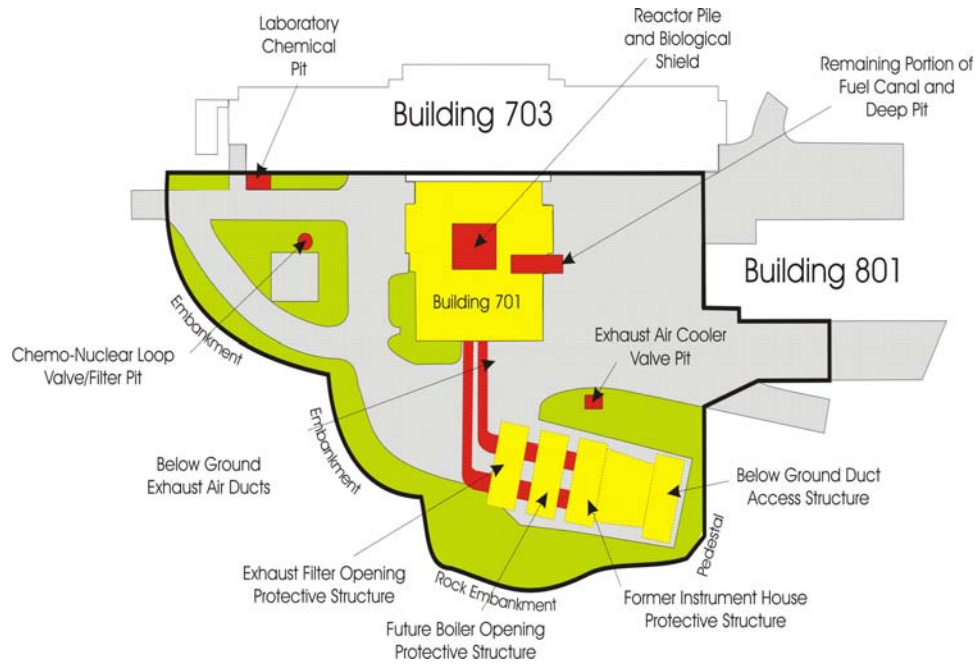 Laboratory
Chemical
Pit
Reactor Pile
and Biological
Shield
Remaining Portion of
Fuel Canal and
Deep Pit
Building 703
Building 801
Building 701
Embankment
Chemo-Nuclear Loop
Valve/Filter Pit
Exhaust Air Cooler
Valve Pit
Embankment
Below Ground
Exhaust Air Ducts
Below Ground Duct
Access Structure
Pedestal
Exhaust Filter Opening
Protective Structure
Rock Embankment
Future Boiler Opening
Protective Structure
Former Instrument House
Protective Structure